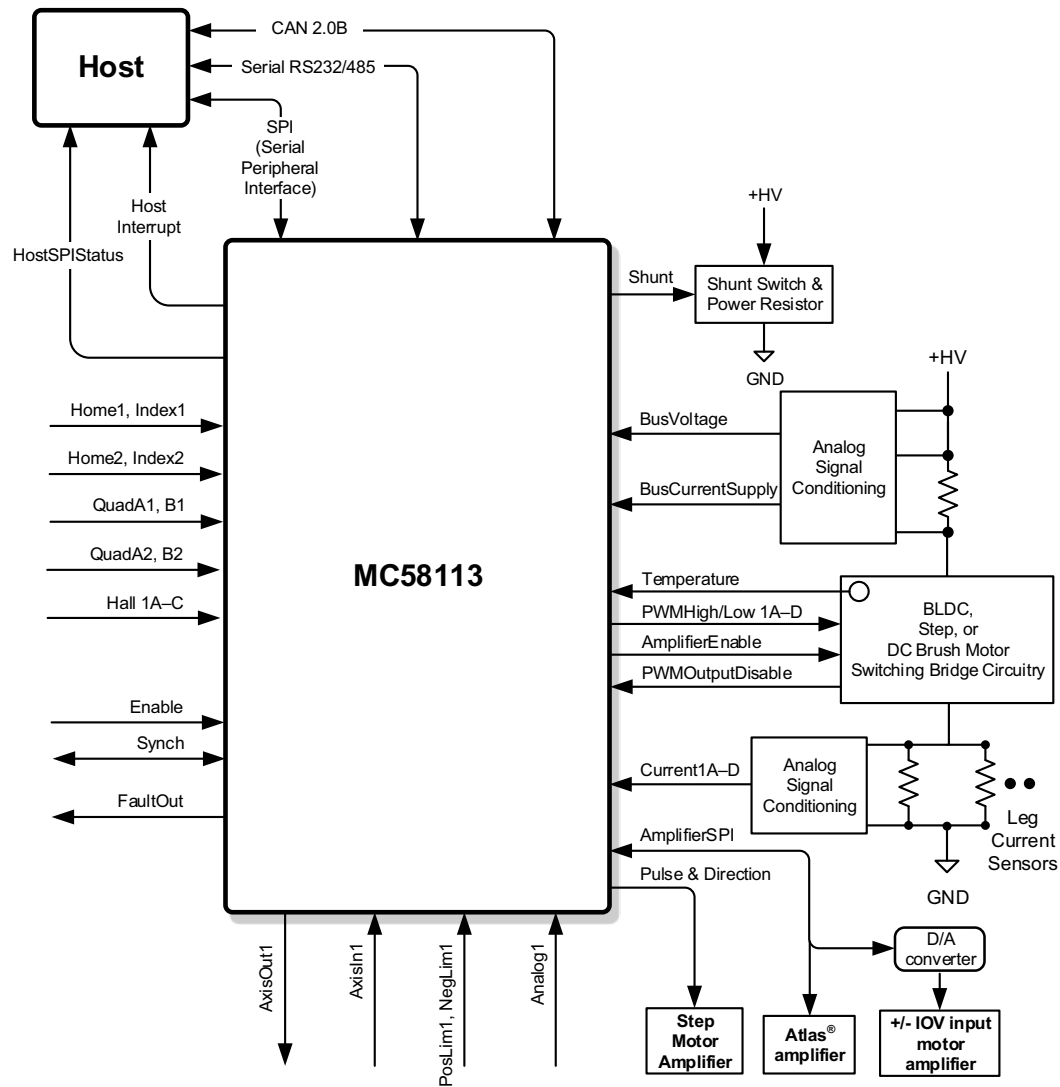 Host
CAN 2.0B
Serial RS232/485
SPI
(Serial
Peripheral
Interface)
Host
Interrupt
HostSPIStatus
+HV
Shunt
Shunt Switch &
Power Resistor
GND
+HV
Home1, Index1
BusVoltage
Analog
Signal
Conditioning
Home2, Index2
BusCurrentSupply
QuadA1, B1
QuadA2, B2
MC58113
Temperature
Hall 1A–C
PWMHigh/Low 1A–D
AmplifierEnable
PWMOutputDisable
BLDC,
Step, or
DC Brush Motor
Switching Bridge Circuitry
Enable
Synch
FaultOut
Current1A–D
Analog
Signal
Conditioning
Leg
Current
Sensors
AmplifierSPI
Pulse & Direction
GND
AxisOut1
AxisIn1
PosLim1, NegLim1
Analog1
D/A
converter
Step
Motor
Amplifier
Atlas®
amplifier
+/- IOV input
motor
amplifier